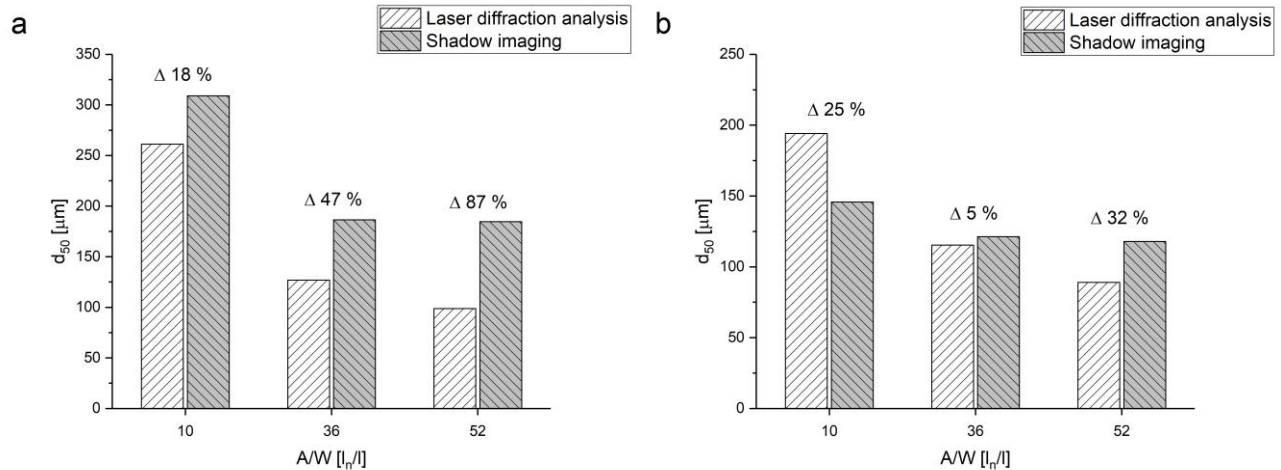 a
Laser diffraction analysis
Shadow imaging
350
300
250
200
150
100
50
0
d50 [μm]
Δ 18 %
Δ 47 %
Δ 87 %
10
36
52
A/W [ln/l]
b
Laser diffraction analysis
Shadow imaging
250
200
150
100
50
0
d50 [μm]
Δ 25 %
Δ 5 %
Δ 32 %
10
36
52
A/W [ln/l]